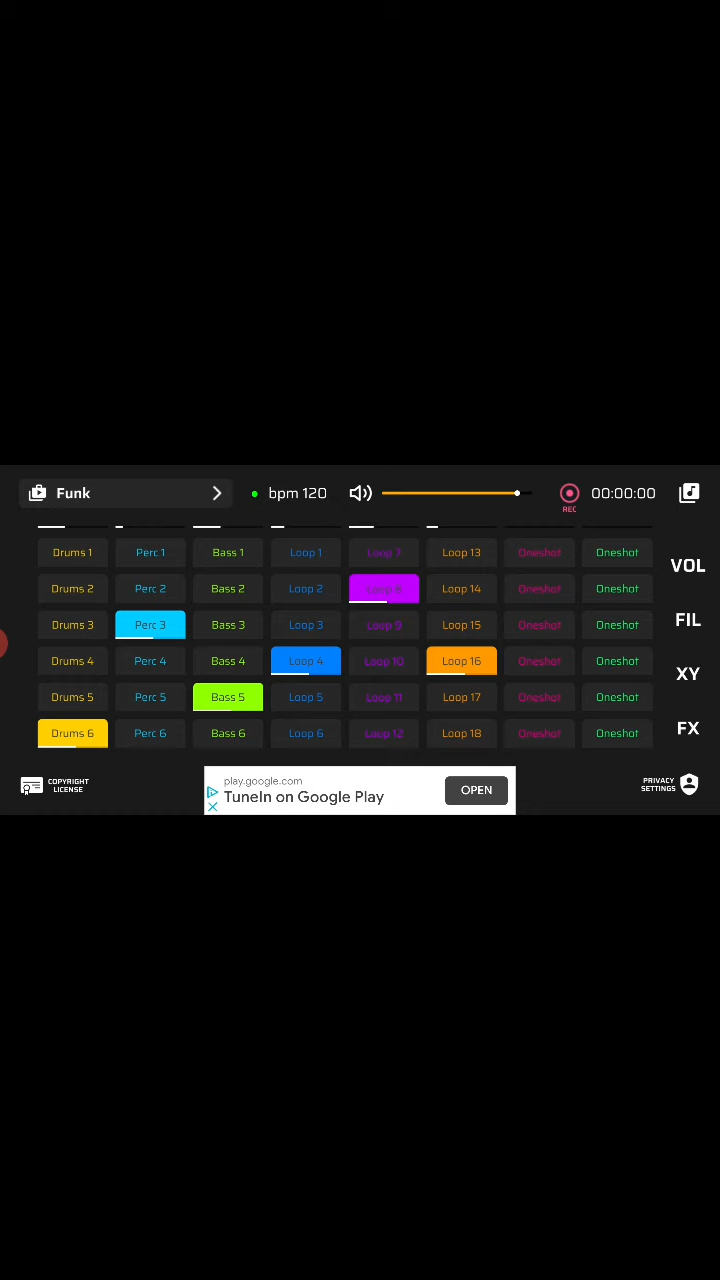 Funk
bpm 120
00:00:00
REC
Drums 1 Perc 1 Bass 1 Loop 1 Loop 7 Loop 13 Oneshot Oneshot
VOL
Drums 2 Perc 2 Bass 2 Loop 2 Loop 8 Loop 14 Oneshot Oneshot
Drums 3 Perc 3 Bass 3 Loop 3 Loop 9 Loop 15 Oneshot Oneshot
FIL
Drums 4 Perc 4 Bass 4 Loop 4 Loop 10 Loop 16 Oneshot Oneshot
XY
Drums 5 Perc 5 Bass 5 Loop 5 Loop 11 Loop 17 Oneshot Oneshot
Drums 6 Perc 6 Bass 6 Loop 6 Loop 12 Loop 18 Oneshot Oneshot
FX
COPYRIGHT
LICENSE
play.google.com
TuneIn on Google Play
OPEN
PRIVACY
SETTINGS